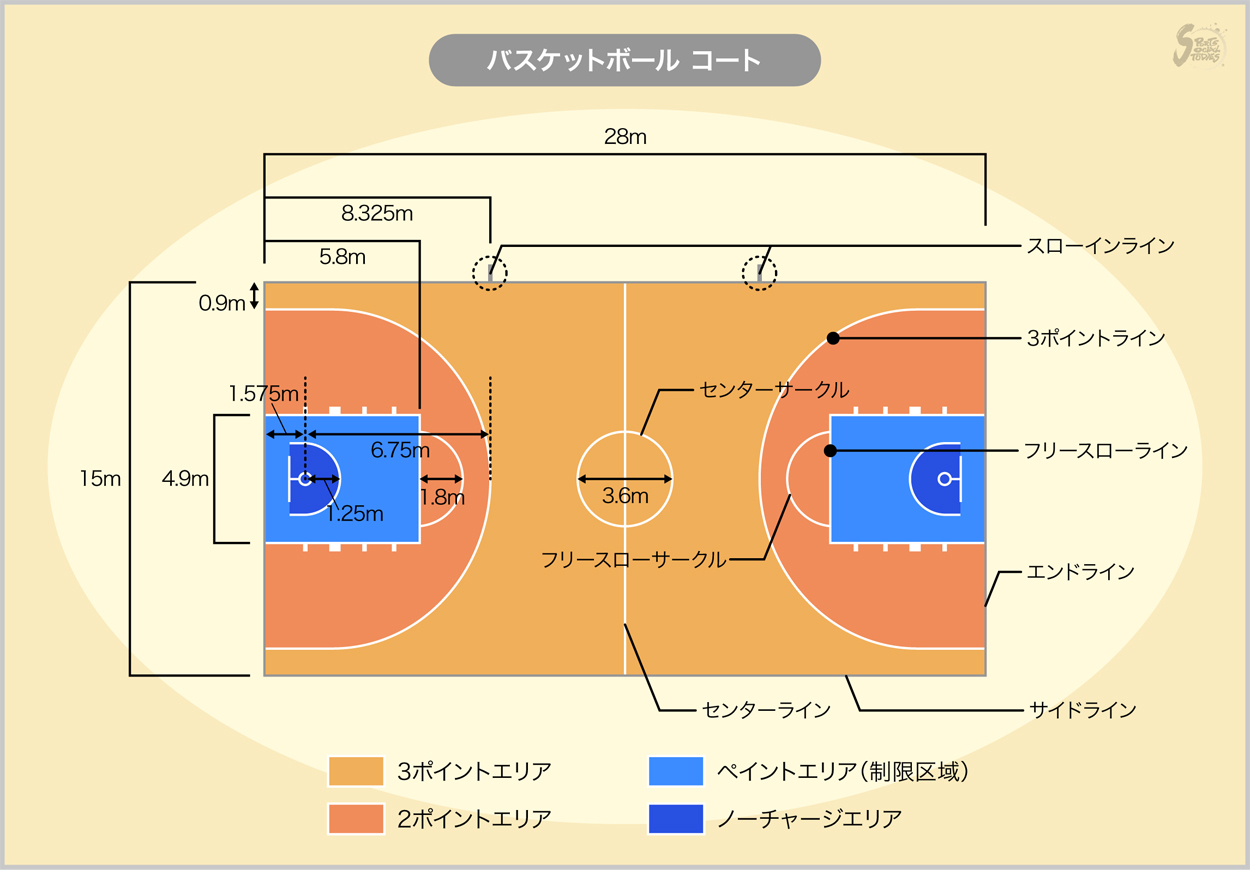 バスケットボール コート
SPORTS SOCIAL TOWNS
28m
8.325m
5.8m
スローインライン
0.9m
3ポイントライン
1.575m
センターサークル
6.75m
フリースローライン
15m
4.9m
1.8m
3.6m
1.25m
フリースローサークル
エンドライン
センターライン
サイドライン
3ポイントエリア
ペイントエリア(制限区域)
2ポイントエリア
ノーチャージエリア